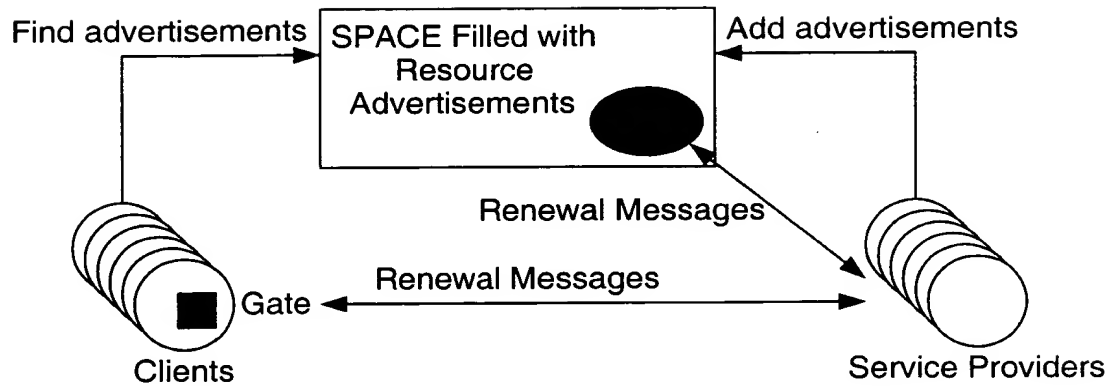 Find advertisements
SPACE Filled with
Resource
Advertisements
Add advertisements
Renewal Messages
Renewal Messages
Gate
Clients
Service Providers